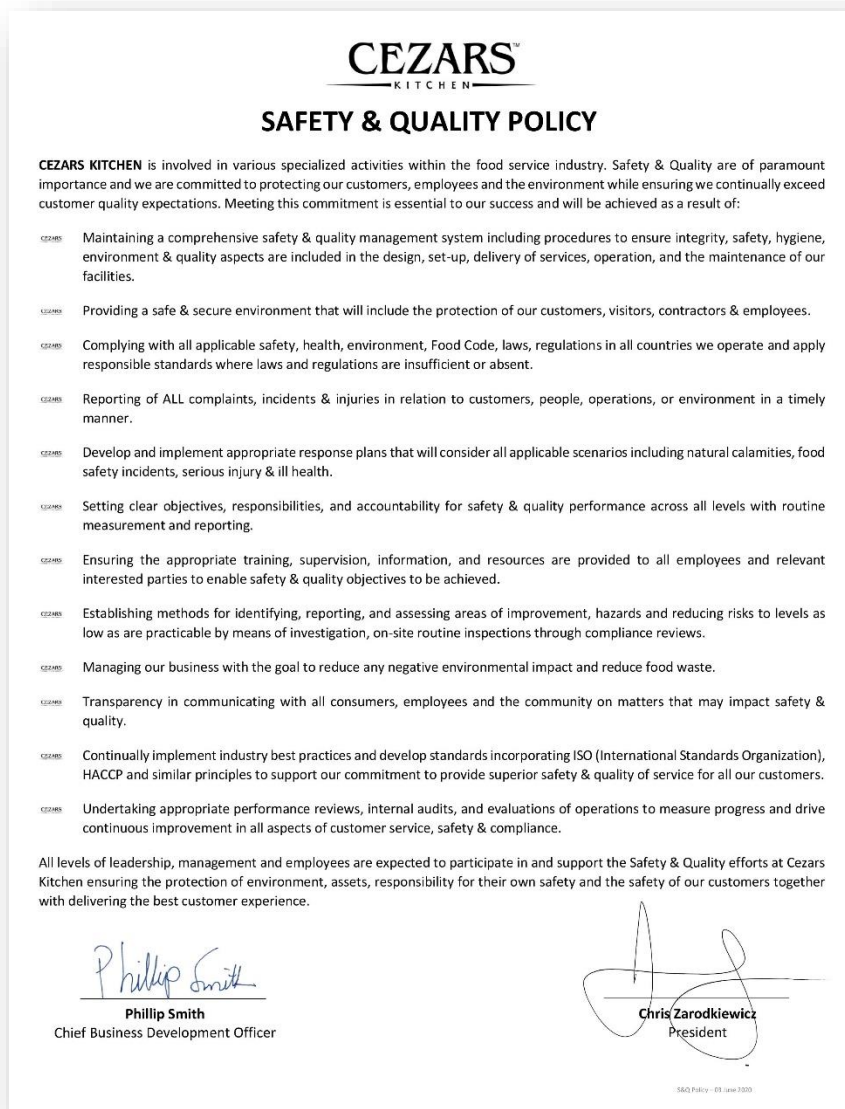 CEZARS™
KITCHEN
SAFETY & QUALITY POLICY
CEZARS KITCHEN is involved in various specialized activities within the food service industry. Safety & Quality are of paramount
importance and we are committed to protecting our customers, employees and the environment while ensuring we continually exceed
customer quality expectations. Meeting this commitment is essential to our success and will be achieved as a result of:
CEZARS Maintaining a comprehensive safety & quality management system including procedures to ensure integrity, safety, hygiene,
environment & quality aspects are included in the design, set-up, delivery of services, operation, and the maintenance of our
facilities.
CEZARS Providing a safe & secure environment that will include the protection of our customers, visitors, contractors & employees.
CEZARS Complying with all applicable safety, health, environment, Food Code, laws, regulations in all countries we operate and apply
responsible standards where laws and regulations are insufficient or absent.
CEZARS Reporting of ALL complaints, incidents & injuries in relation to customers, people, operations, or environment in a timely
manner.
CEZARS Develop and implement appropriate response plans that will consider all applicable scenarios including natural calamities, food
safety incidents, serious injury & ill health.
CEZARS Setting clear objectives, responsibilities, and accountability for safety & quality performance across all levels with routine
measurement and reporting.
CEZARS Ensuring the appropriate training, supervision, information, and resources are provided to all employees and relevant
interested parties to enable safety & quality objectives to be achieved.
CEZARS Establishing methods for identifying, reporting, and assessing areas of improvement, hazards and reducing risks to levels as
low as are practicable by means of investigation, on-site routine inspections through compliance reviews.
CEZARS Managing our business with the goal to reduce any negative environmental impact and reduce food waste.
CEZARS Transparency in communicating with all consumers, employees and the community on matters that may impact safety &
quality.
CEZARS Continually implement industry best practices and develop standards incorporating ISO (International Standards Organization),
HACCP and similar principles to support our commitment to provide superior safety & quality of service for all our customers.
CEZARS Undertaking appropriate performance reviews, internal audits, and evaluations of operations to measure progress and drive
continuous improvement in all aspects of customer service, safety & compliance.
All levels of leadership, management and employees are expected to participate in and support the Safety & Quality efforts at Cezars
Kitchen ensuring the protection of environment, assets, responsibility for their own safety and the safety of our customers together
with delivering the best customer experience.
Phillip Smith
Phillip Smith
Chief Business Development Officer
Chris Zarodkiewicz
President
S&Q Policy – 03 June 2020